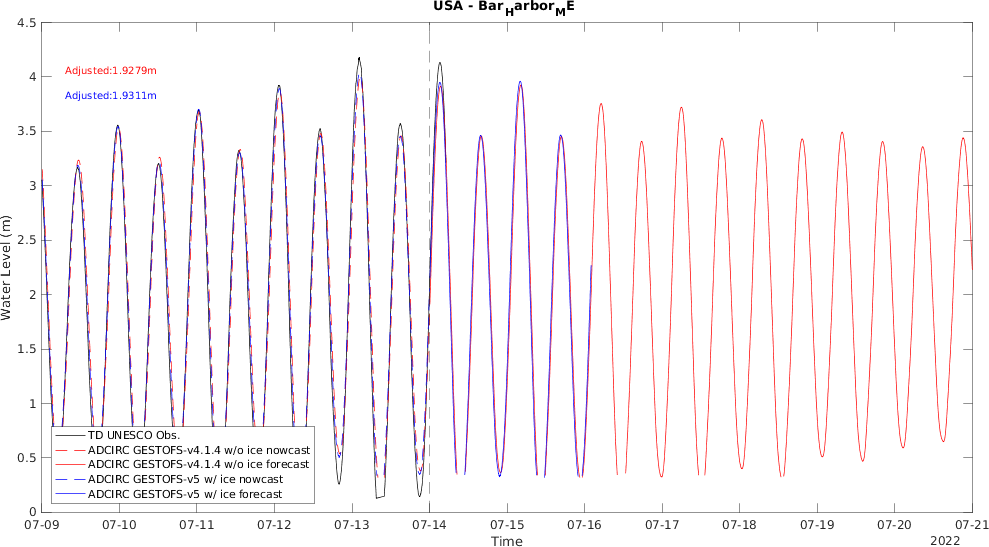 USA - Bar_Harbor_ME
4.5
4
3.5
3
2.5
2
1.5
1
0.5
0
Water Level (m)
Adjusted:1.9279m
Adjusted:1.9311m
TD UNESCO Obs.
ADCIRC GESTOFS-v4.1.4 w/o ice nowcast
ADCIRC GESTOFS-v4.1.4 w/o ice forecast
ADCIRC GESTOFS-v5 w/ ice nowcast
ADCIRC GESTOFS-v5 w/ ice forecast
07-09 07-10 07-11 07-12 07-13 07-14 07-15 07-16 07-17 07-18 07-19 07-20 07-21
Time
2022